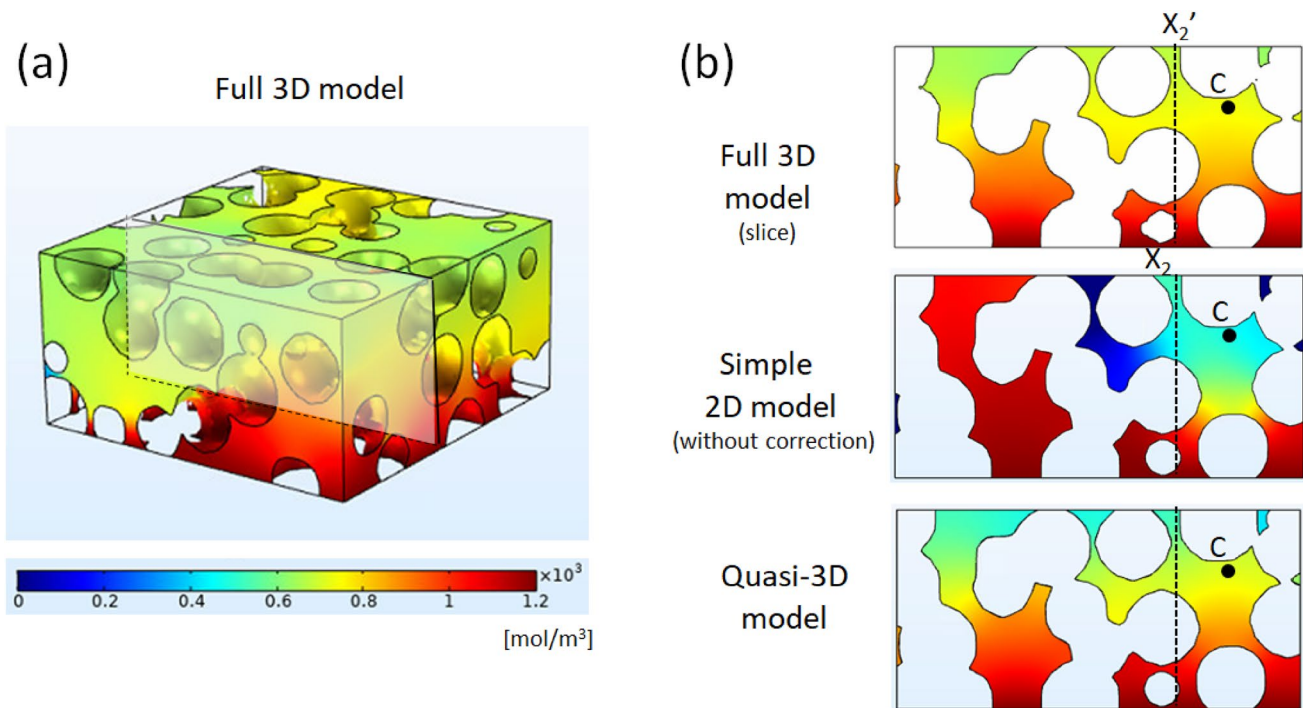 (a)
Full 3D model
0 0.2 0.4 0.6 0.8 1 1.2
×10³
[mol/m³]
(b)
X₂’
C
Full 3D
model
(slice)
X₂
C
Simple
2D model
(without correction)
C
Quasi-3D
model